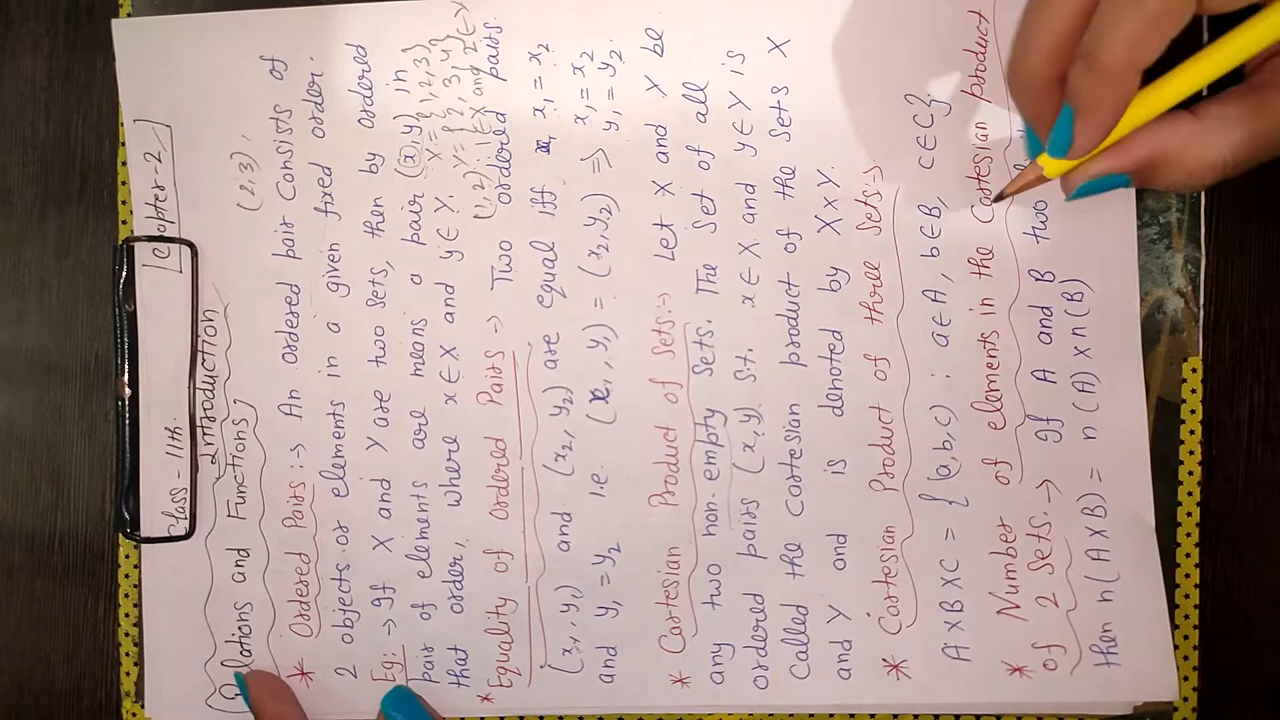 Class - 11th.
Chapter-2
Introduction
Relations and Functions
(2,3),
* Ordered Pairs :-> An ordered pair Consists of
2 objects or elements in a given fixed order.
Eg: -> If X and Y are two sets, then by ordered
pair of elements are means a pair (x,y) in
that order, where x ∈ X and y ∈ Y.
X = {1,2,3}
Y = {2,3,4}
(1,2) 1 ∈ X and 2 ∈ Y
* Equality of Ordered Pairs -> Two ordered pairs.
(x₁, y₁) and (x₂, y₂) are equal iff x₁ = x₂
and y₁ = y₂ i.e (x₁, y₁) = (x₂, y₂) => x₁ = x₂
y₁ = y₂.
* Cartesian Product of Sets:-> Let X and Y be
any two non-empty sets. The Set of all
ordered pairs (x,y) s.t. x ∈ X and y ∈ Y is
Called the cartesian product of the Sets X
and Y and is denoted by X×Y.
* Cartesian Product of three Sets:->
A×B×C = { (a,b,c) : a∈A, b∈B, c∈C}.
* Number of elements in the Cartesian product
of 2 Sets. -> If A and B two
then n(A×B) = n(A) × n(B)